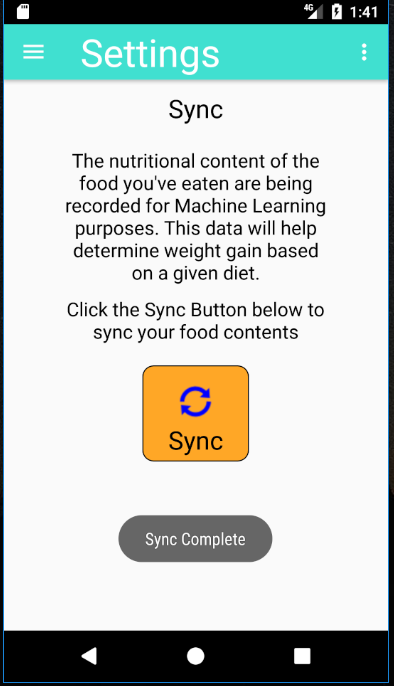 4G 1:41
Settings
Sync
The nutritional content of the
food you've eaten are being
recorded for Machine Learning
purposes. This data will help
determine weight gain based
on a given diet.
Click the Sync Button below to
sync your food contents
Sync
Sync Complete